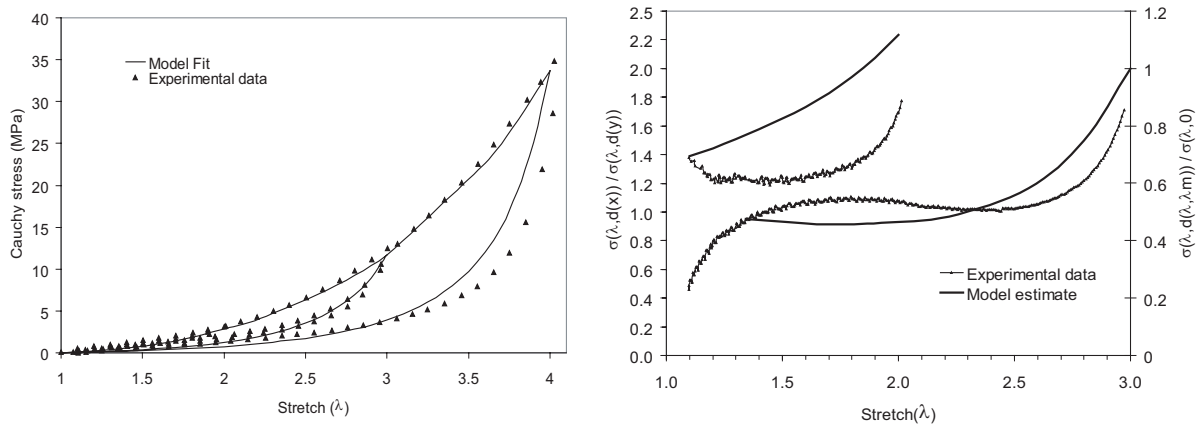 40
35
30
25
20
15
10
5
0
Cauchy stress (MPa)
Model Fit
Experimental data
1 1.5 2 2.5 3 3.5 4
Stretch (λ)
2.5
2.2
2.0
1.8
1.6
1.4
1.2
1.0
0.8
0.6
0.4
0.2
0.0
σ(λ,d(x)) / σ(λ,d(y))
Experimental data
Model estimate
1.2
1
0.8
0.6
0.4
0.2
0
σ(λ,d(λ,λm)) / σ(λ,0)
1.0 1.5 2.0 2.5 3.0
Stretch(λ)